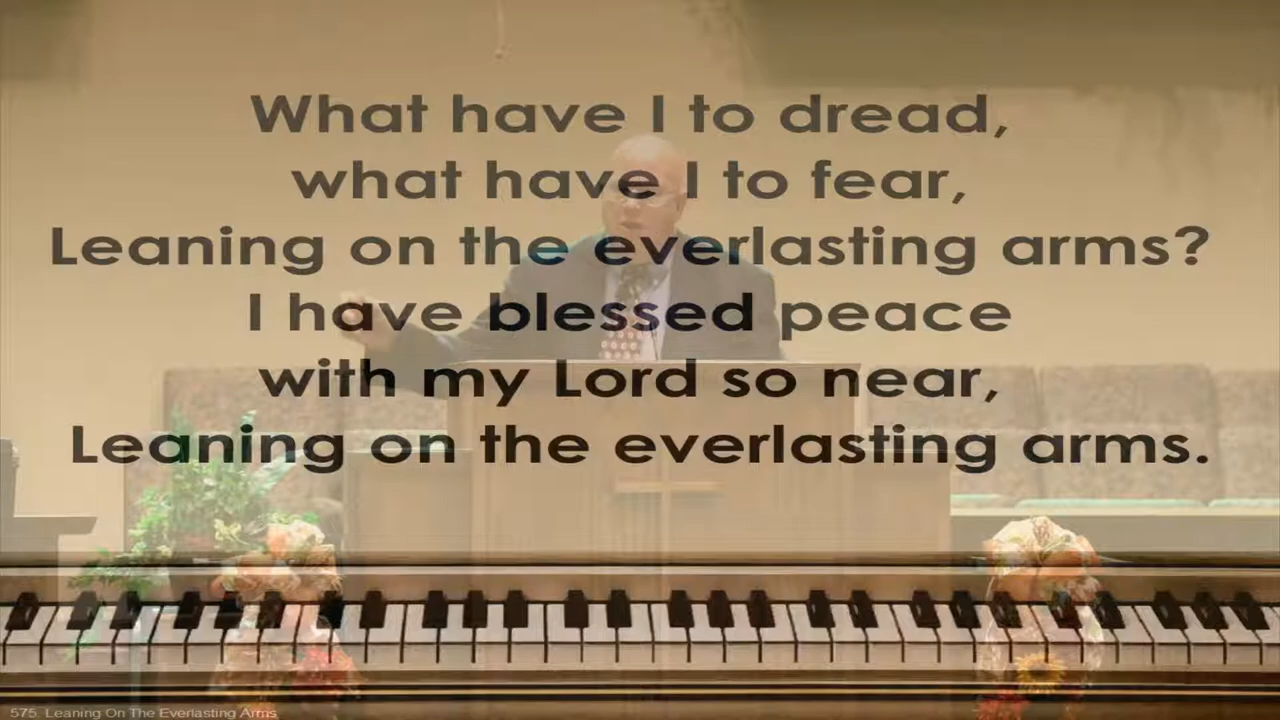 What have I to dread,
what have I to fear,
Leaning on the everlasting arms?
I have blessed peace
with my Lord so near,
Leaning on the everlasting arms.
575. Leaning On The Everlasting Arms